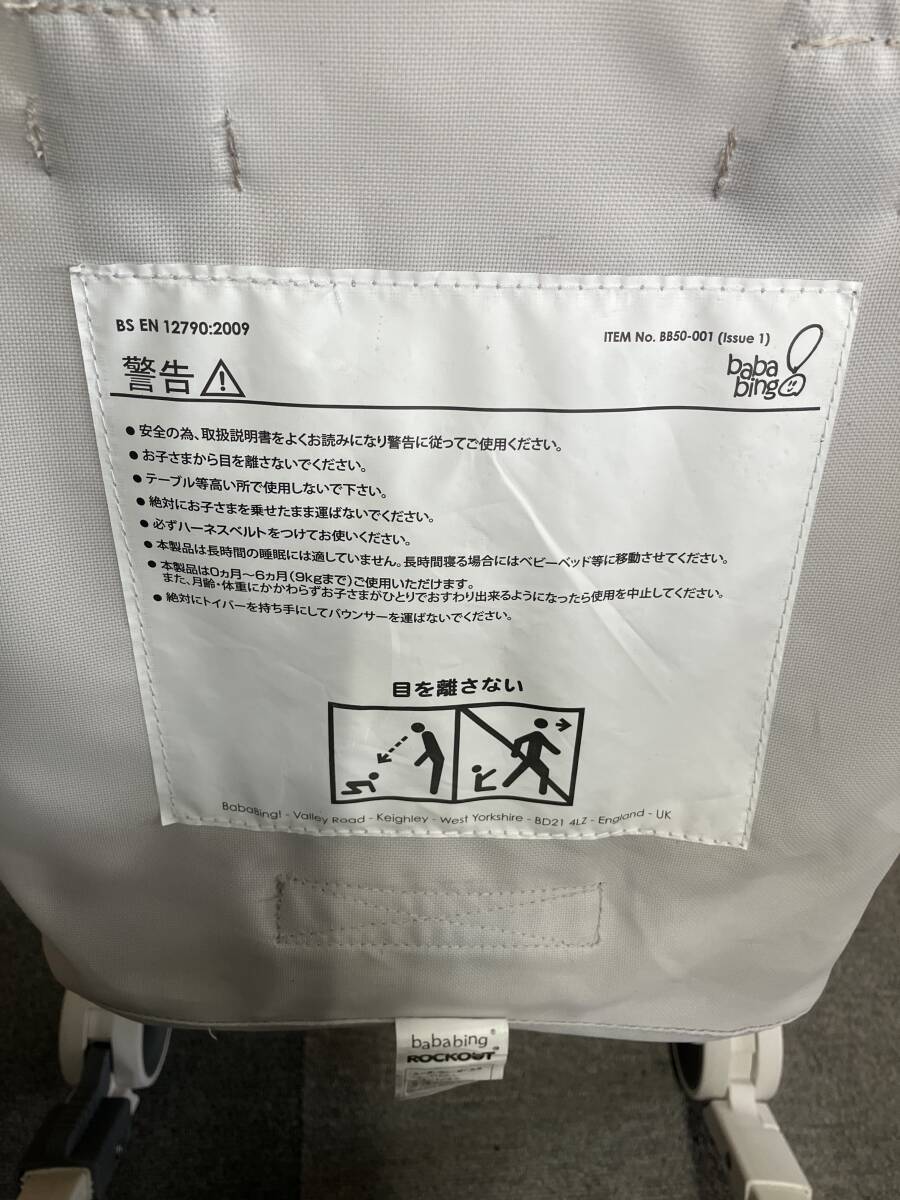 BS EN 12790:2009
ITEM No. BB50-001 (Issue 1)
警告
baba
bing
● 安全の為、取扱説明書をよくお読みになり警告に従ってご使用ください。
● お子さまから目を離さないでください。
● テーブル等高い所で使用しないで下さい。
● 絶対にお子さまを乗せたまま運ばないでください。
● 必ずハーネスベルトをつけてお使いください。
● 本製品は長時間の睡眠には適していません。長時間寝る場合にはベビーベッド等に移動させてください。
● 本製品は0ヵ月～6ヵ月(9kgまで)ご使用いただけます。
また、月齢・体重にかかわらずお子さまがひとりでおすわり出来るようになったら使用を中止してください。
● 絶対にトイバーを持ち手にしてバウンサーを運ばないでください。
目を離さない
BabaBing! - Valley Road - Keighley - West Yorkshire - BD21 4LZ - England - UK
bababing®
ROCKOUT™